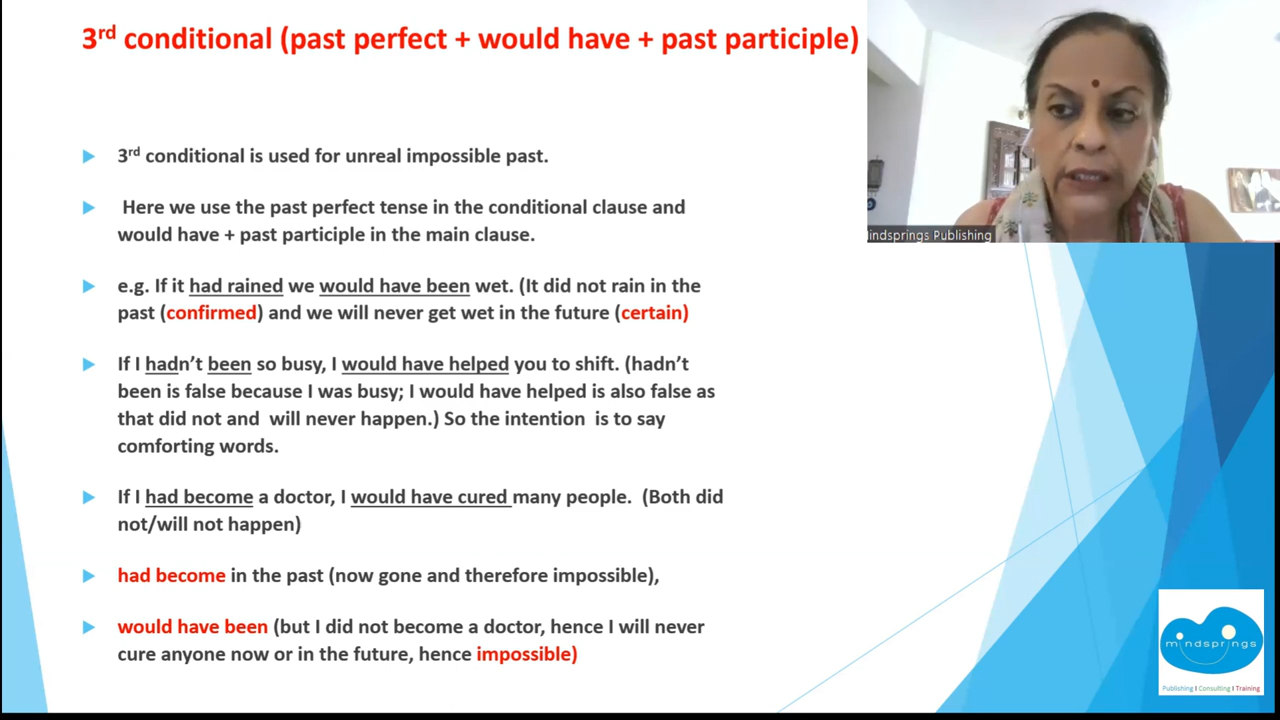 3rd conditional (past perfect + would have + past participle)
3rd conditional is used for unreal impossible past.
Here we use the past perfect tense in the conditional clause and
would have + past participle in the main clause.
e.g. If it had rained we would have been wet. (It did not rain in the
past (confirmed) and we will never get wet in the future (certain)
If I hadn't been so busy, I would have helped you to shift. (hadn't
been is false because I was busy; I would have helped is also false as
that did not and will never happen.) So the intention is to say
comforting words.
If I had become a doctor, I would have cured many people. (Both did
not/will not happen)
had become in the past (now gone and therefore impossible),
would have been (but I did not become a doctor, hence I will never
cure anyone now or in the future, hence impossible)
indsprings Publishing
mindsprings
Publishing I Consulting I Training